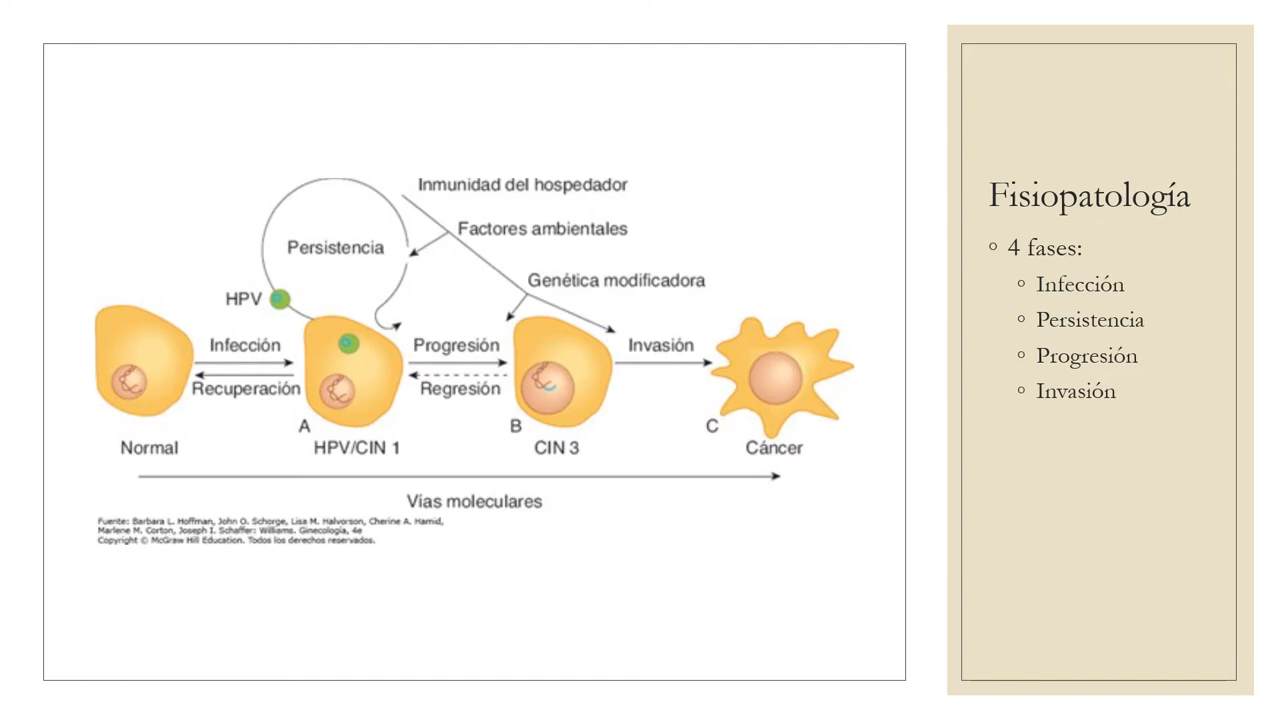 Inmunidad del hospedador
Factores ambientales
Persistencia
Genética modificadora
HPV
Infección
Progresión
Invasión
Recuperación
Regresión
A
B
C
Normal
HPV/CIN 1
CIN 3
Cáncer
Vías moleculares
Fuente: Barbara L. Hoffman, John O. Schorge, Lisa M. Halvorson, Cherine A. Hamid,
Marlene M. Corton, Joseph I. Schaffer: Williams. Ginecología, 4e
Copyright © McGraw Hill Education. Todos los derechos reservados.
Fisiopatología
◦ 4 fases:
◦ Infección
◦ Persistencia
◦ Progresión
◦ Invasión